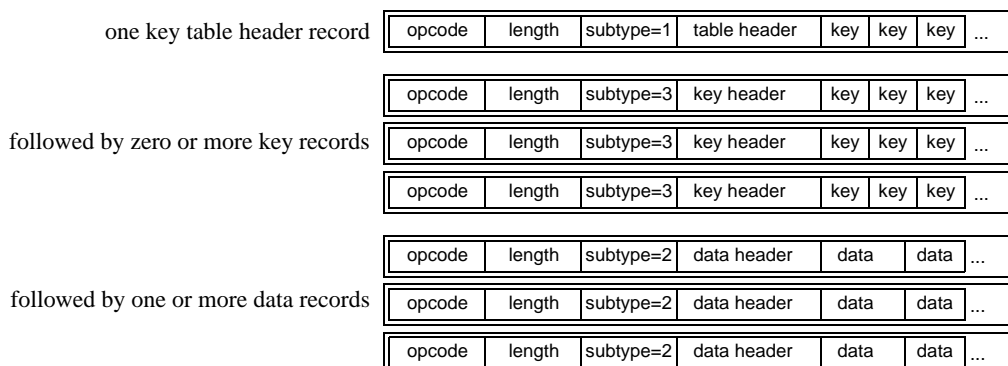 one key table header record opcode length subtype=1 table header key key key ...
opcode length subtype=3 key header key key key ...
followed by zero or more key records opcode length subtype=3 key header key key key ...
opcode length subtype=3 key header key key key ...
opcode length subtype=2 data header data data ...
followed by one or more data records opcode length subtype=2 data header data data ...
opcode length subtype=2 data header data data ...